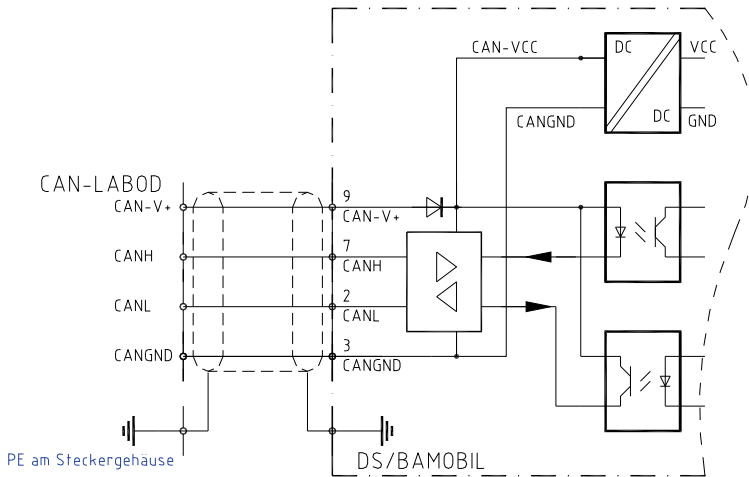 CAN-VCC
DC
VCC
CANGND
DC
GND
CAN-LABOD
CAN-V+
9
CAN-V+
CANH
7
CANH
CANL
2
CANL
CANGND
3
CANGND
PE am Steckergehäuse
DS/BAMOBIL